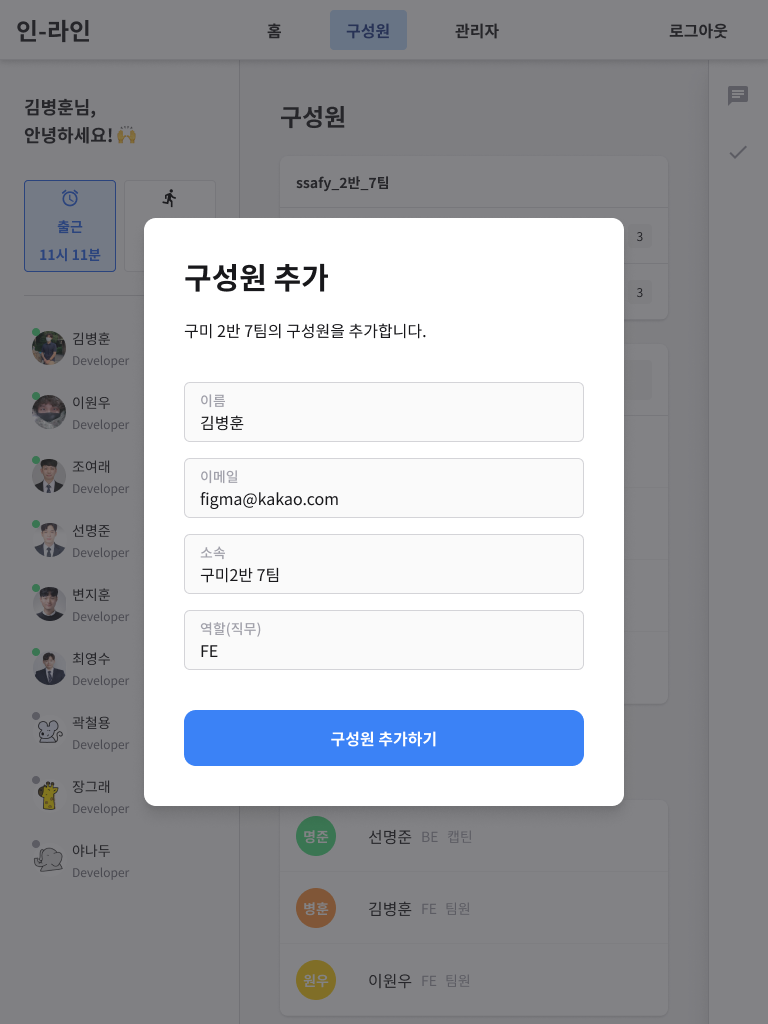 인-라인
홈
구성원
관리자
로그아웃
김병훈님,
안녕하세요! 🙌
출근
11시 11분
김병훈
Developer
이원우
Developer
조여래
Developer
선명준
Developer
변지훈
Developer
최영수
Developer
곽철용
Developer
장그래
Developer
야나두
Developer
구성원
ssafy_2반_7팀
3
3
구성원 추가
구미 2반 7팀의 구성원을 추가합니다.
이름
김병훈
이메일
figma@kakao.com
소속
구미2반 7팀
역할(직무)
FE
구성원 추가하기
명준 선명준 BE 캡틴
병훈 김병훈 FE 팀원
원우 이원우 FE 팀원